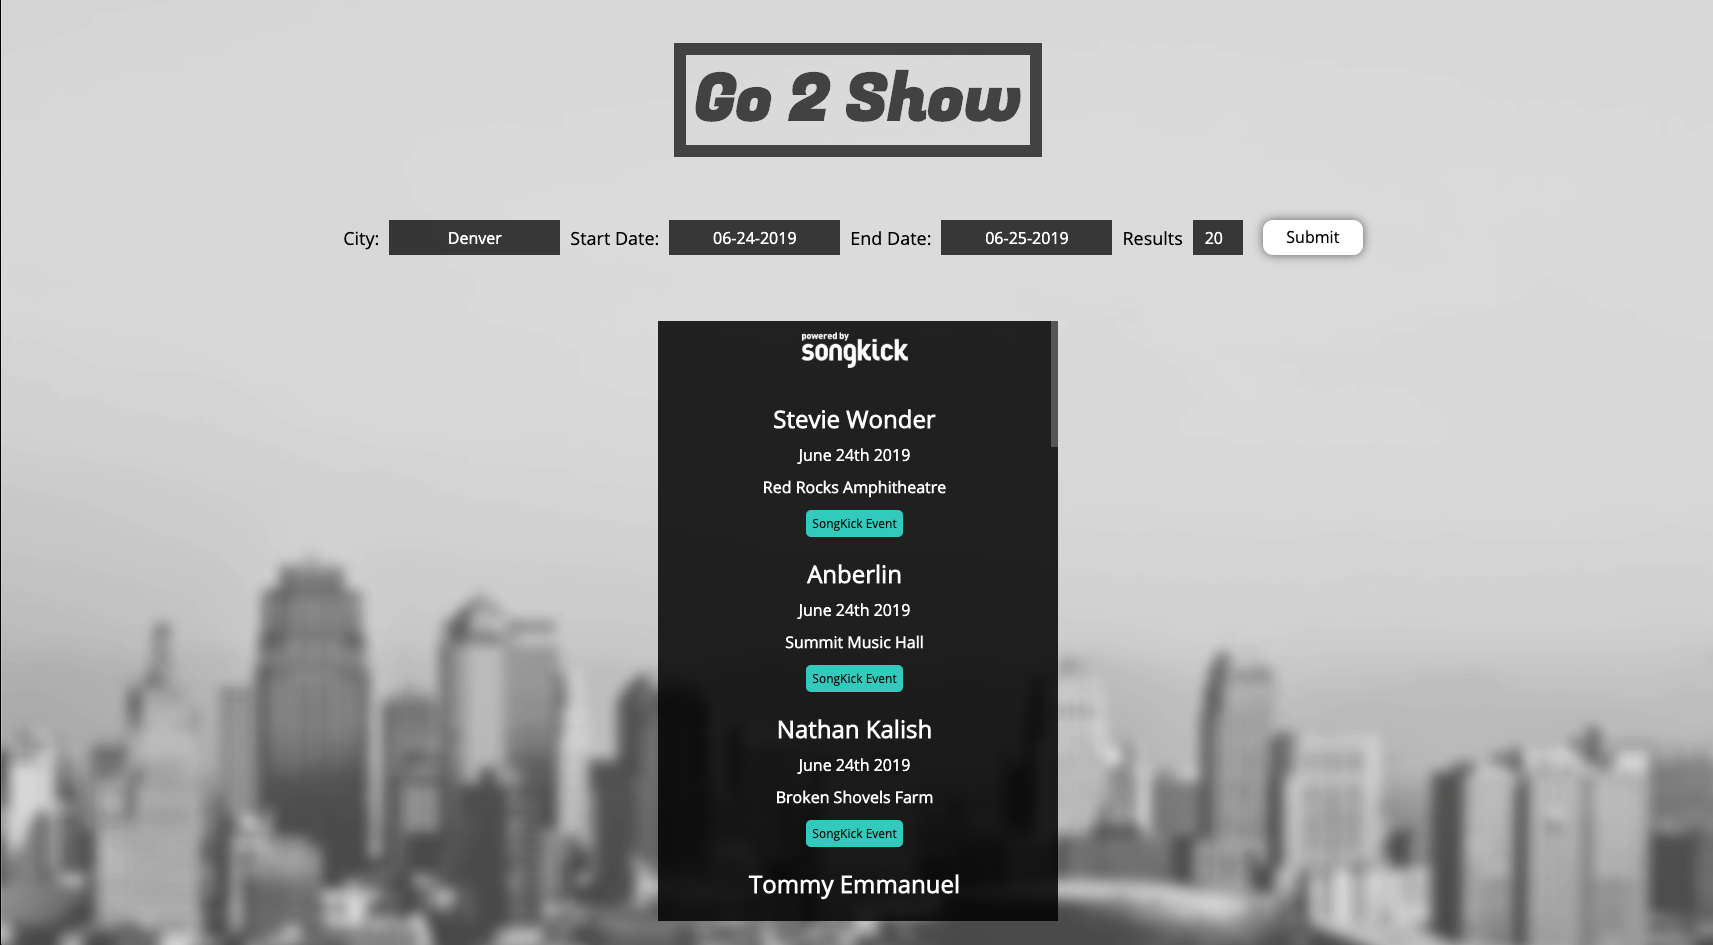 Go 2 Show
City: Denver Start Date: 06-24-2019 End Date: 06-25-2019 Results 20 Submit
powered by
songkick
Stevie Wonder
June 24th 2019
Red Rocks Amphitheatre
SongKick Event
Anberlin
June 24th 2019
Summit Music Hall
SongKick Event
Nathan Kalish
June 24th 2019
Broken Shovels Farm
SongKick Event
Tommy Emmanuel